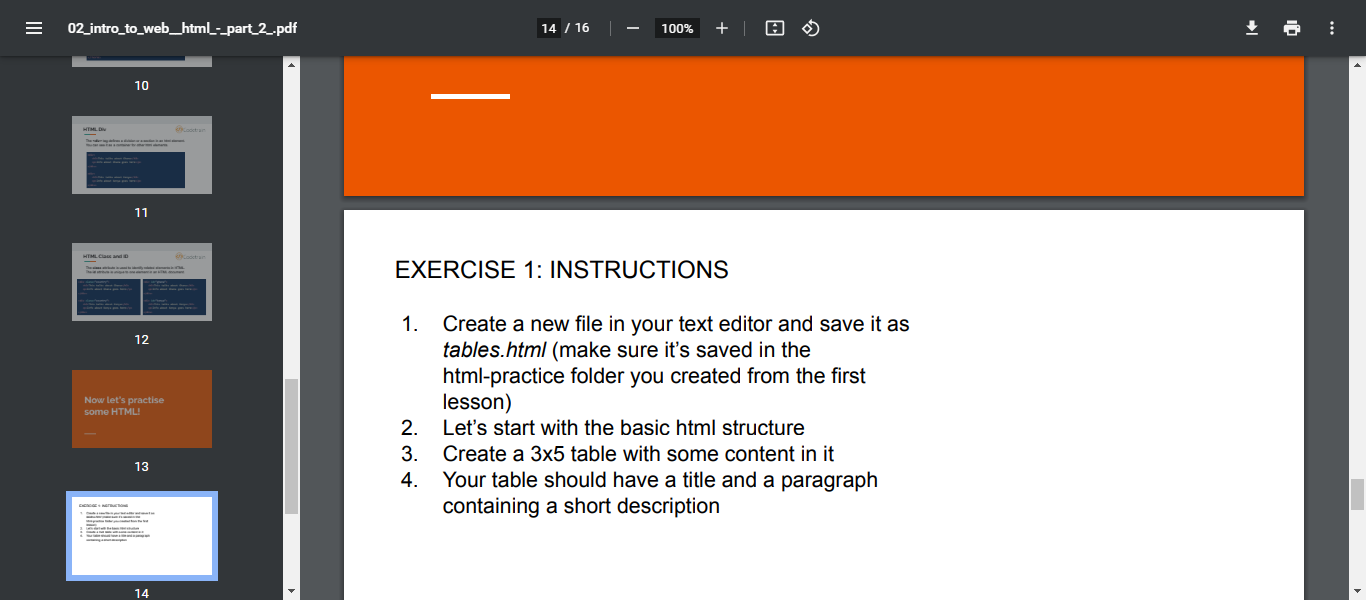 02_intro_to_web__html_-_part_2_.pdf
14 / 16
100%
10
HTML Div
11
HTML Class and ID
12
Now let's practise
some HTML!
13
EXERCISE 1: INSTRUCTIONS
14
EXERCISE 1: INSTRUCTIONS
1. Create a new file in your text editor and save it as
tables.html (make sure it’s saved in the
html-practice folder you created from the first
lesson)
2. Let’s start with the basic html structure
3. Create a 3x5 table with some content in it
4. Your table should have a title and a paragraph
containing a short description